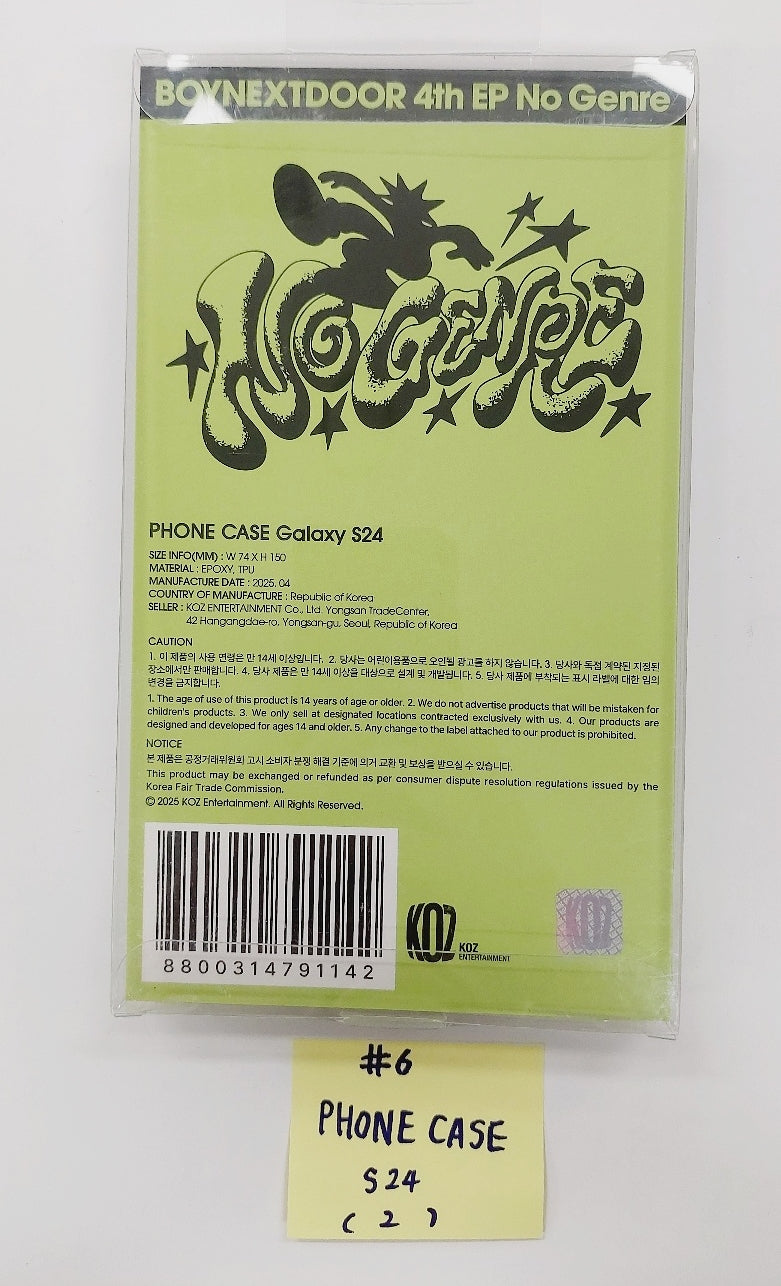 BOYNEXTDOOR 4th EP No Genre
NO GENRE
PHONE CASE Galaxy S24
SIZE INFO(MM) : W 74 X H 150
MATERIAL : EPOXY, TPU
MANUFACTURE DATE : 2025. 04
COUNTRY OF MANUFACTURE : Republic of Korea
SELLER : KOZ ENTERTAINMENT Co., Ltd. Yongsan TradeCenter,
42 Hangangdae-ro, Yongsan-gu, Seoul, Republic of Korea
CAUTION
1. 이 제품의 사용 연령은 만 14세 이상입니다. 2. 당사는 어린이용품으로 오인될 광고를 하지 않습니다. 3. 당사와 독점 계약된 지정된
장소에서만 판매합니다. 4. 당사 제품은 만 14세 이상을 대상으로 설계 및 개발됩니다. 5. 당사 제품에 부착되는 표시 라벨에 대한 임의
변경을 금지합니다.
1. The age of use of this product is 14 years of age or older. 2. We do not advertise products that will be mistaken for
children's products. 3. We only sell at designated locations contracted exclusively with us. 4. Our products are
designed and developed for ages 14 and older. 5. Any change to the label attached to our product is prohibited.
NOTICE
본 제품은 공정거래위원회 고시 소비자 분쟁 해결 기준에 의거 교환 및 보상을 받으실 수 있습니다.
This product may be exchanged or refunded as per consumer dispute resolution regulations issued by the
Korea Fair Trade Commission.
© 2025 KOZ Entertainment. All Rights Reserved.
8800314791142
KOZ
KOZ
ENTERTAINMENT
KOZ
#6
PHONE CASE
S24
( 2 )